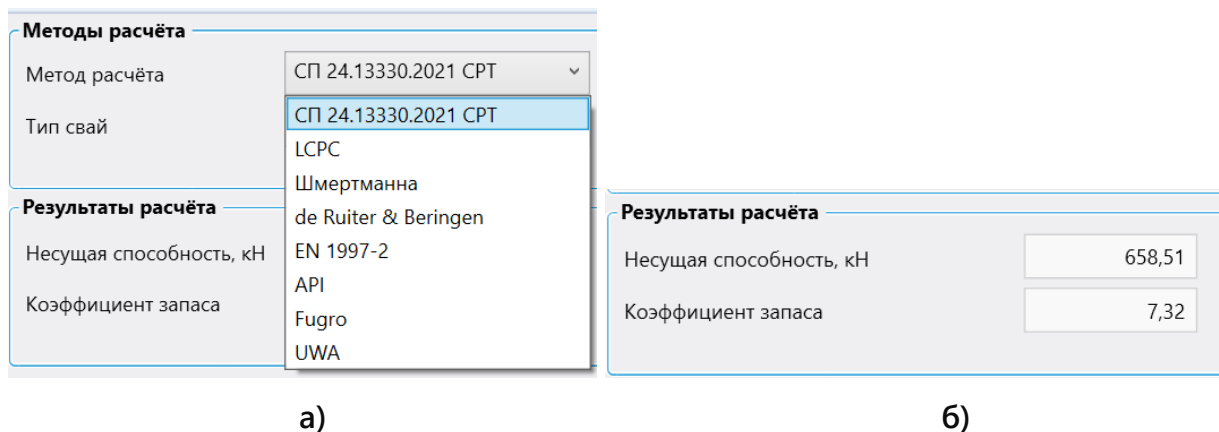 Методы расчёта
Метод расчёта
СП 24.13330.2021 CPT
Тип свай
СП 24.13330.2021 CPT
LCPC
Шмертманна
de Ruiter & Beringen
EN 1997-2
API
Fugro
UWA
Результаты расчёта
Несущая способность, кН
Коэффициент запаса
а)
Результаты расчёта
Несущая способность, кН 658,51
Коэффициент запаса 7,32
б)